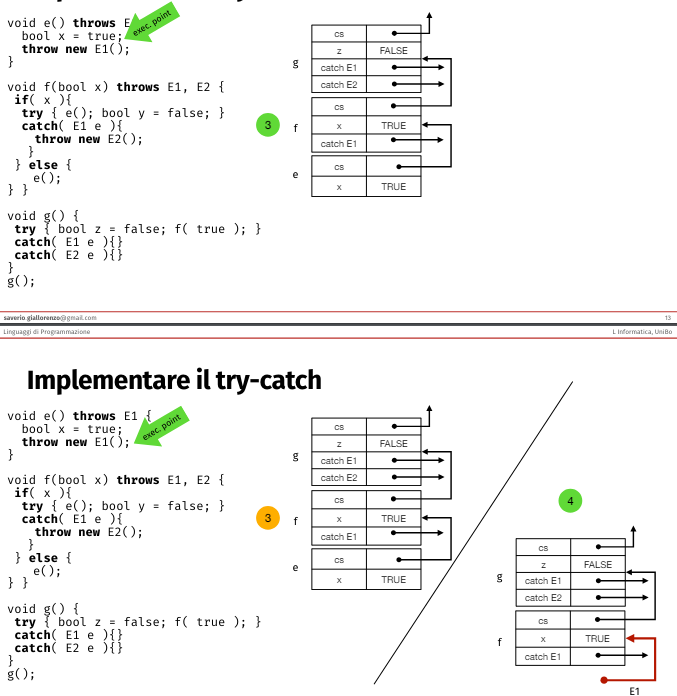 void e() throws E
bool x = true;
throw new E1();
}
exec. point
void f(bool x) throws E1, E2 {
if( x ){
try { e(); bool y = false; }
catch( E1 e ){
throw new E2();
}
} else {
e();
} }
void g() {
try { bool z = false; f( true ); }
catch( E1 e ){}
catch( E2 e ){}
}
g();
3
g
cs
z FALSE
catch E1
catch E2
f
cs
x TRUE
catch E1
e
cs
x TRUE
saverio.giallorenzo@gmail.com 13
Linguaggi di Programmazione L Informatica, UniBo
Implementare il try-catch
void e() throws E1 {
bool x = true;
throw new E1();
}
exec. point
void f(bool x) throws E1, E2 {
if( x ){
try { e(); bool y = false; }
catch( E1 e ){
throw new E2();
}
} else {
e();
} }
void g() {
try { bool z = false; f( true ); }
catch( E1 e ){}
catch( E2 e ){}
}
g();
3
g
cs
z FALSE
catch E1
catch E2
f
cs
x TRUE
catch E1
e
cs
x TRUE
4
g
cs
z FALSE
catch E1
catch E2
f
cs
x TRUE
catch E1
E1